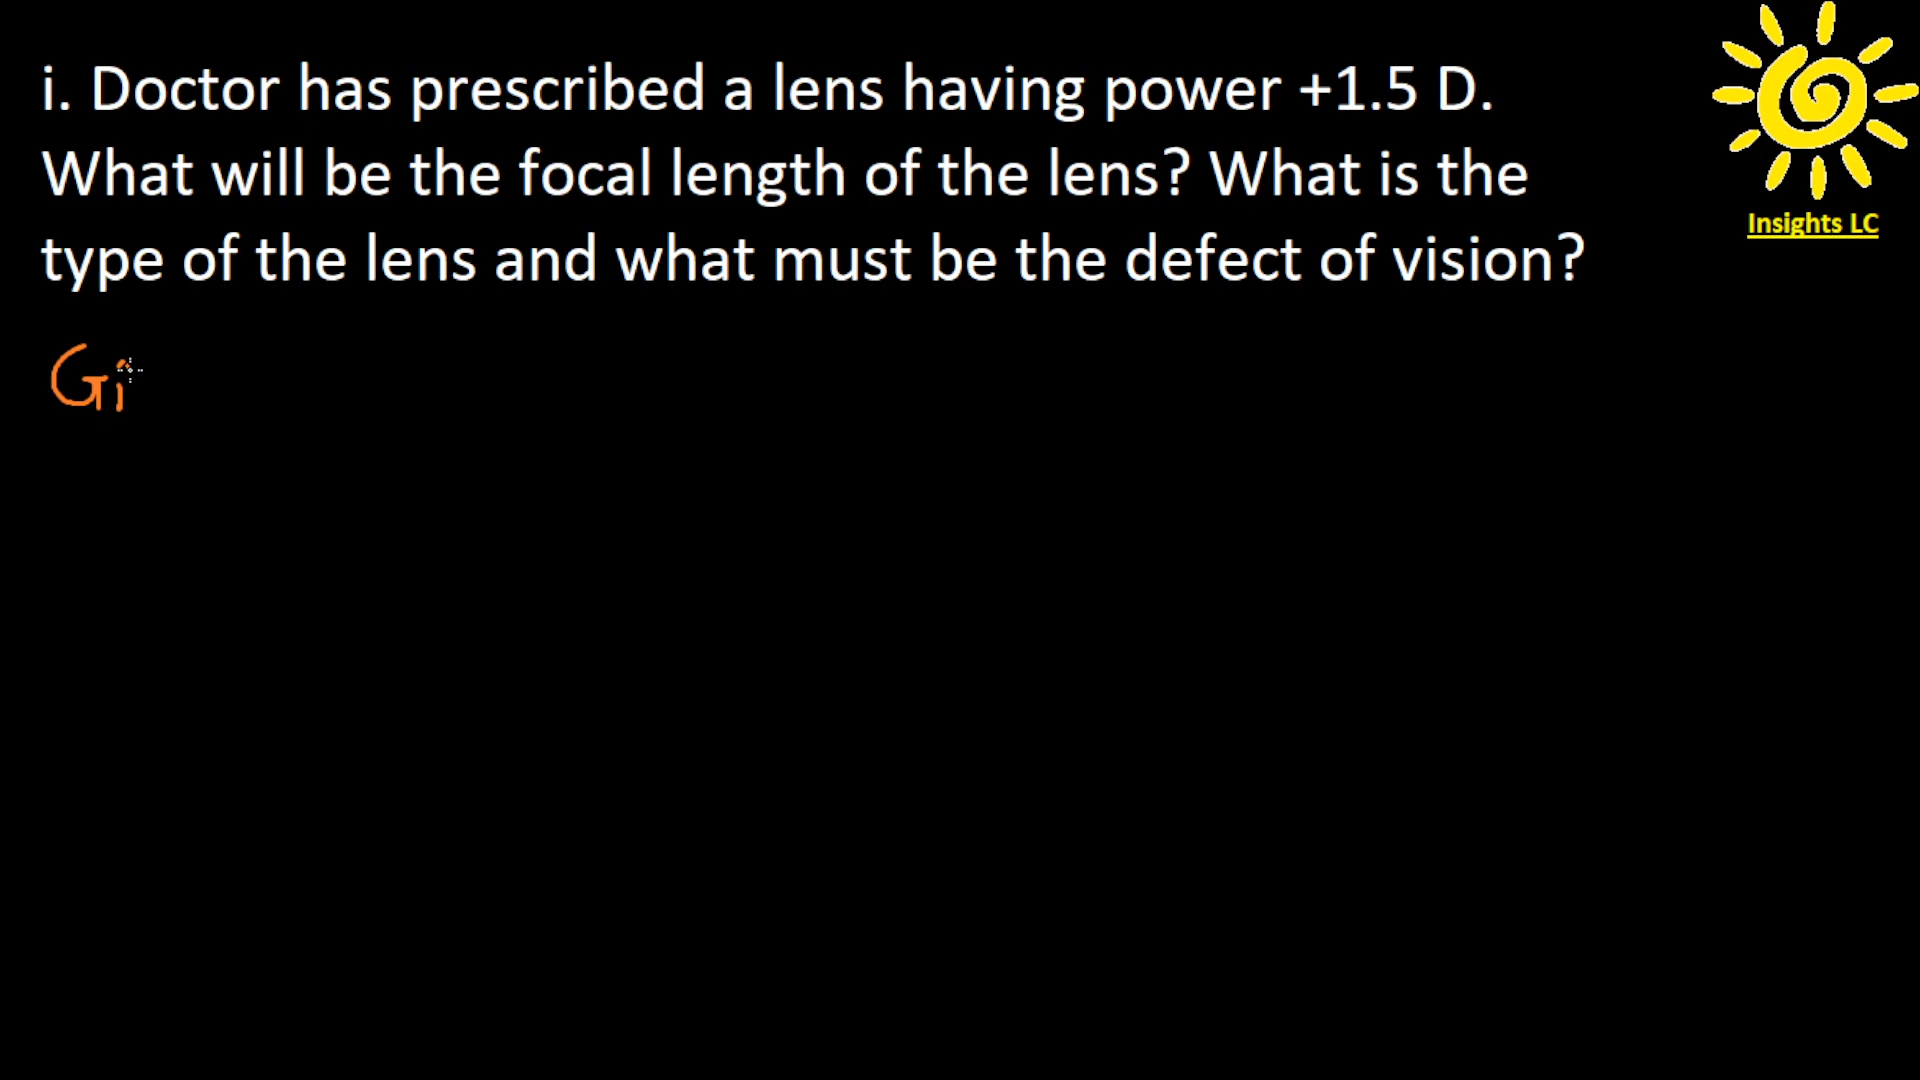 i. Doctor has prescribed a lens having power +1.5 D.
What will be the focal length of the lens? What is the
type of the lens and what must be the defect of vision?
Insights LC
Gi